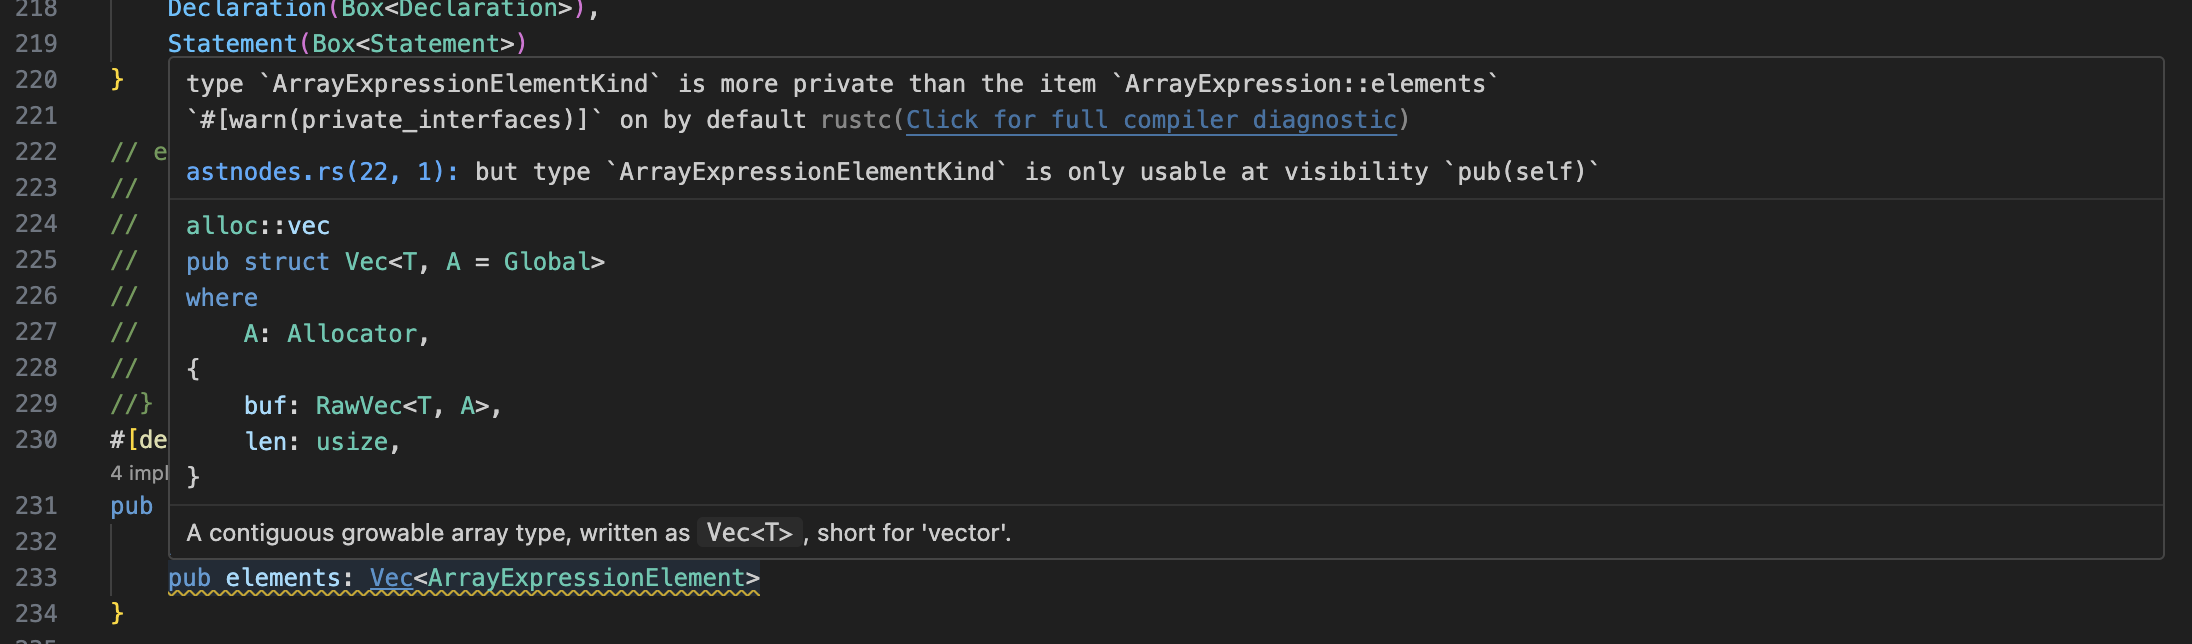 218 Declaration(Box<Declaration>),
219 Statement(Box<Statement>)
220 }
type `ArrayExpressionElementKind` is more private than the item `ArrayExpression::elements`
221
`#[warn(private_interfaces)]` on by default rustc(Click for full compiler diagnostic)
222 // e
astnodes.rs(22, 1): but type `ArrayExpressionElementKind` is only usable at visibility `pub(self)`
223 //
224 //
alloc::vec
225 //
pub struct Vec<T, A = Global>
226 //
where
227 //
A: Allocator,
228 //
{
229 //}
buf: RawVec<T, A>,
230 #[de
len: usize,
4 impl
}
231 pub
232
A contiguous growable array type, written as Vec<T>, short for 'vector'.
233 pub elements: Vec<ArrayExpressionElement>
234 }
235